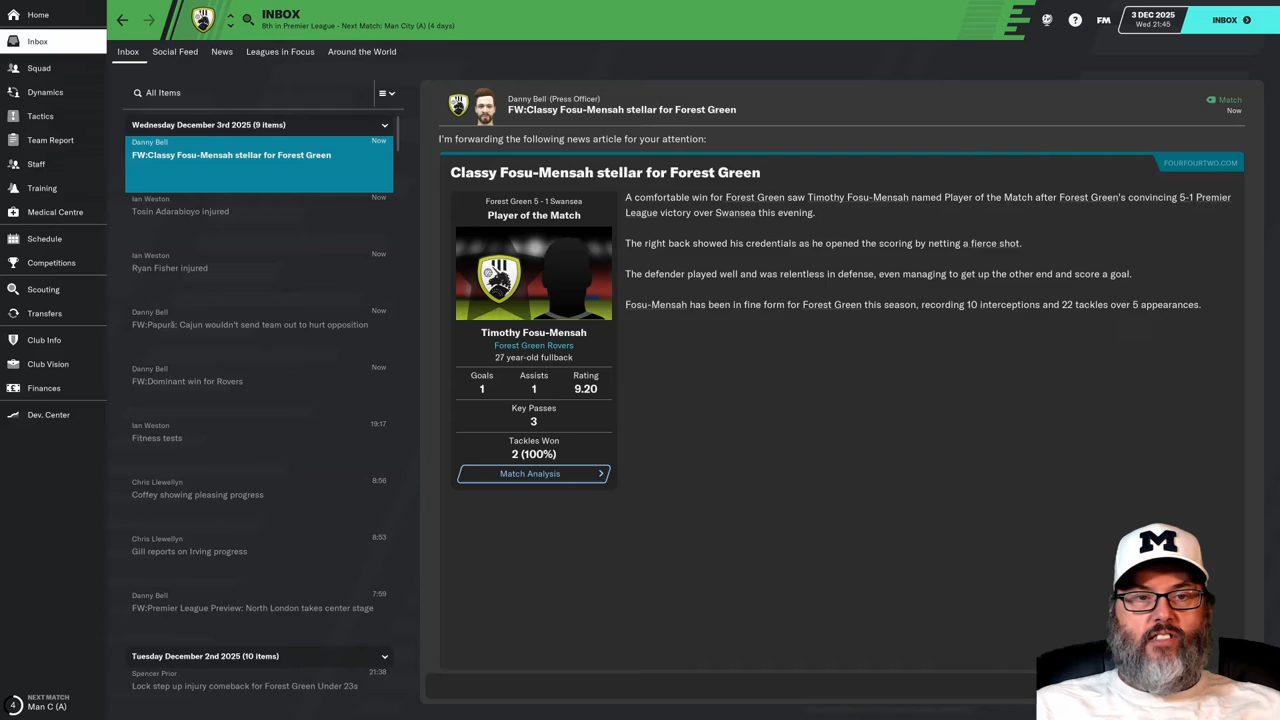 Home
INBOX
8th in Premier League - Next Match: Man City (A) (4 days)
?
FM
3 DEC 2025
Wed 21:45
INBOX
Inbox
Squad
Dynamics
Tactics
Team Report
Staff
Training
Medical Centre
Schedule
Competitions
Scouting
Transfers
Club Info
Club Vision
Finances
Dev. Center
4
NEXT MATCH
Man C (A)
Inbox
Social Feed
News
Leagues in Focus
Around the World
All Items
Wednesday December 3rd 2025 (9 items)
Danny Bell
Now
FW:Classy Fosu-Mensah stellar for Forest Green
Ian Weston
Now
Tosin Adarabioyo injured
Ian Weston
Now
Ryan Fisher injured
Danny Bell
Now
FW:Papură: Cajun wouldn't send team out to hurt opposition
Danny Bell
Now
FW:Dominant win for Rovers
Ian Weston
19:17
Fitness tests
Chris Llewellyn
8:56
Coffey showing pleasing progress
Chris Llewellyn
8:53
Gill reports on Irving progress
Danny Bell
7:59
FW:Premier League Preview: North London takes center stage
Tuesday December 2nd 2025 (10 items)
Spencer Prior
21:38
Lock step up injury comeback for Forest Green Under 23s
Danny Bell (Press Officer)
FW:Classy Fosu-Mensah stellar for Forest Green
Match
Now
I'm forwarding the following news article for your attention:
FOURFOURTWO.COM
Classy Fosu-Mensah stellar for Forest Green
Forest Green 5 - 1 Swansea
Player of the Match
Timothy Fosu-Mensah
Forest Green Rovers
27 year-old fullback
Goals Assists Rating
1 1 9.20
Key Passes
3
Tackles Won
2 (100%)
Match Analysis
A comfortable win for Forest Green saw Timothy Fosu-Mensah named Player of the Match after Forest Green's convincing 5-1 Premier
League victory over Swansea this evening.
The right back showed his credentials as he opened the scoring by netting a fierce shot.
The defender played well and was relentless in defense, even managing to get up the other end and score a goal.
Fosu-Mensah has been in fine form for Forest Green this season, recording 10 interceptions and 22 tackles over 5 appearances.
M